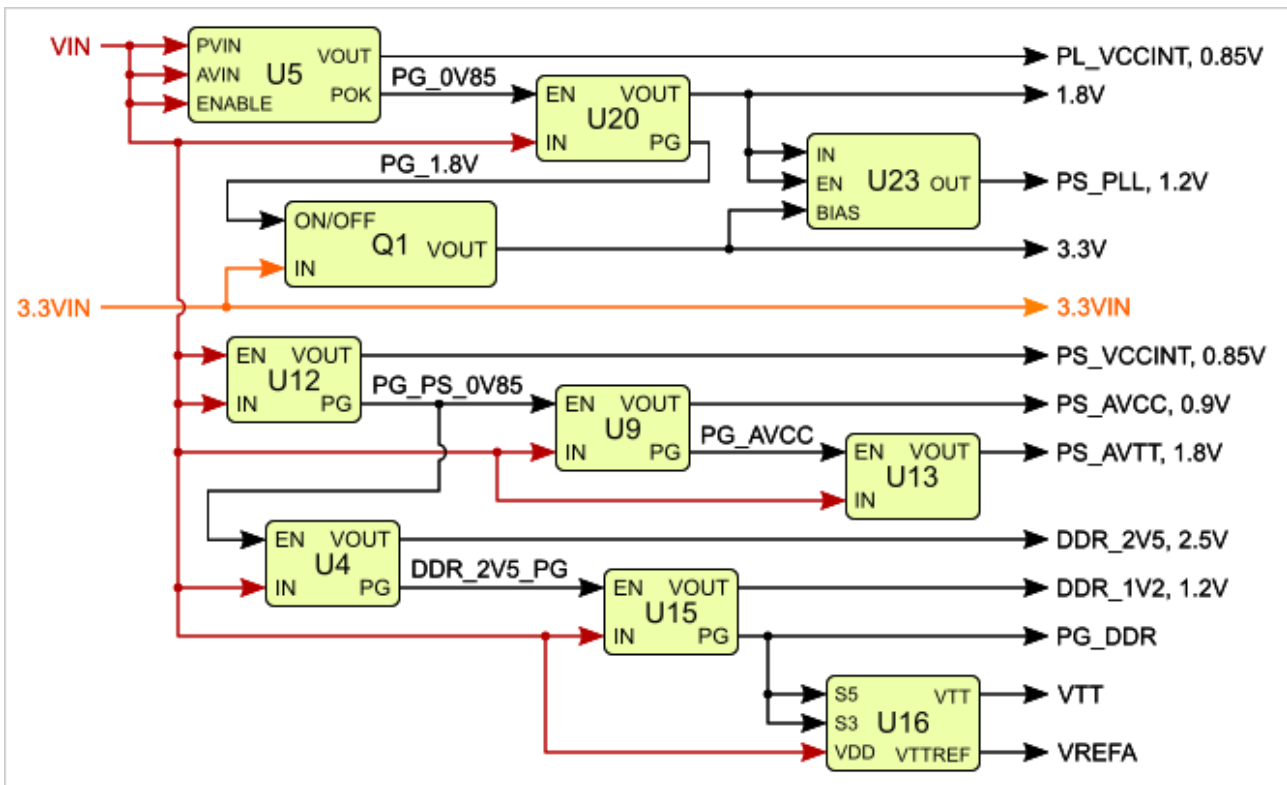 VIN
PVIN
AVIN
ENABLE
U5
VOUT
POK
PG_0V85
PL_VCCINT, 0.85V
EN
IN
U20
VOUT
PG
1.8V
PG_1.8V
IN
EN
BIAS
U23
OUT
PS_PLL, 1.2V
ON/OFF
IN
Q1
VOUT
3.3V
3.3VIN
3.3VIN
EN
IN
U12
VOUT
PG
PS_VCCINT, 0.85V
PG_PS_0V85
EN
IN
U9
VOUT
PG
PS_AVCC, 0.9V
PG_AVCC
EN
IN
U13
VOUT
PS_AVTT, 1.8V
EN
IN
U4
VOUT
PG
DDR_2V5, 2.5V
DDR_2V5_PG
EN
IN
U15
VOUT
PG
DDR_1V2, 1.2V
PG_DDR
S5
S3
VDD
U16
VTT
VTTREF
VTT
VREFA